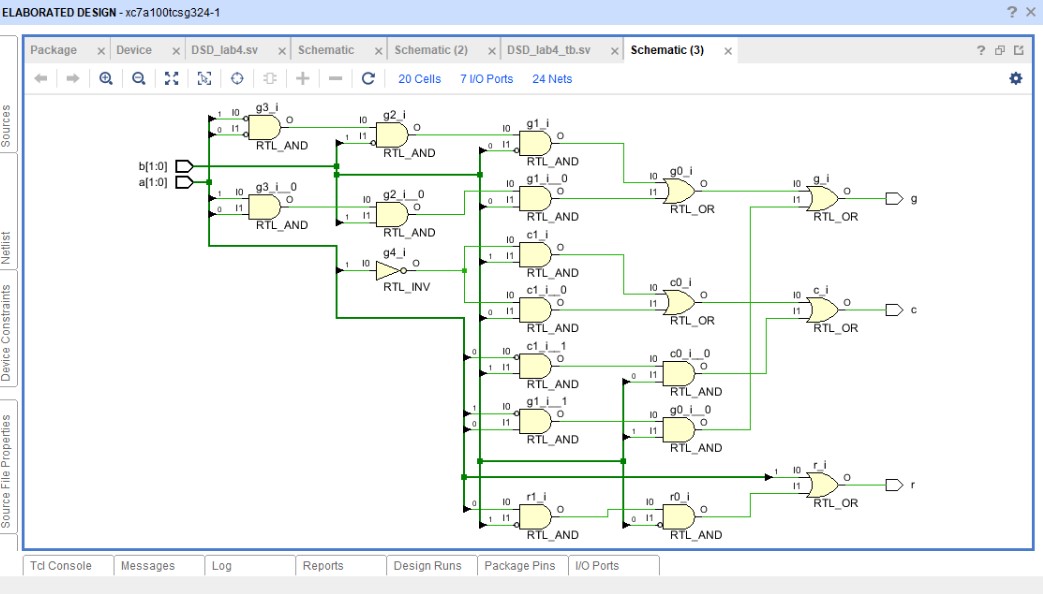 ELABORATED DESIGN - xc7a100tcsg324-1
? ×
Package × Device × DSD_lab4.sv × Schematic × Schematic (2) × DSD_lab4_tb.sv × Schematic (3) × ?
20 Cells 7 I/O Ports 24 Nets
Sources
Netlist
Device Constraints
Source File Properties
b[1:0]
a[1:0]
g3_i
1 I0
0 I1
O
RTL_AND
g3_i__0
1 I0
0 I1
O
RTL_AND
g2_i
I0
1 I1
O
RTL_AND
g2_i__0
I0
1 I1
O
RTL_AND
g4_i
1 I0 O
RTL_INV
g1_i
I0
0 I1
O
RTL_AND
g1_i__0
I0
0 I1
O
RTL_AND
c1_i
I0
1 I1
O
RTL_AND
c1_i__0
I0
0 I1
O
RTL_AND
c1_i__1
0 I0
1 I1
O
RTL_AND
g1_i__1
1 I0
0 I1
O
RTL_AND
r1_i
0 I0
1 I1
O
RTL_AND
g0_i
I0
I1
O
RTL_OR
c0_i
I0
I1
O
RTL_OR
c0_i__0
I0
0 I1
O
RTL_AND
g0_i__0
I0
1 I1
O
RTL_AND
r0_i
I0
0 I1
O
RTL_AND
g_i
I0
I1
O
RTL_OR
g
c_i
I0
I1
O
RTL_OR
c
r_i
1 I0
I1
O
RTL_OR
r
Tcl Console Messages Log Reports Design Runs Package Pins I/O Ports